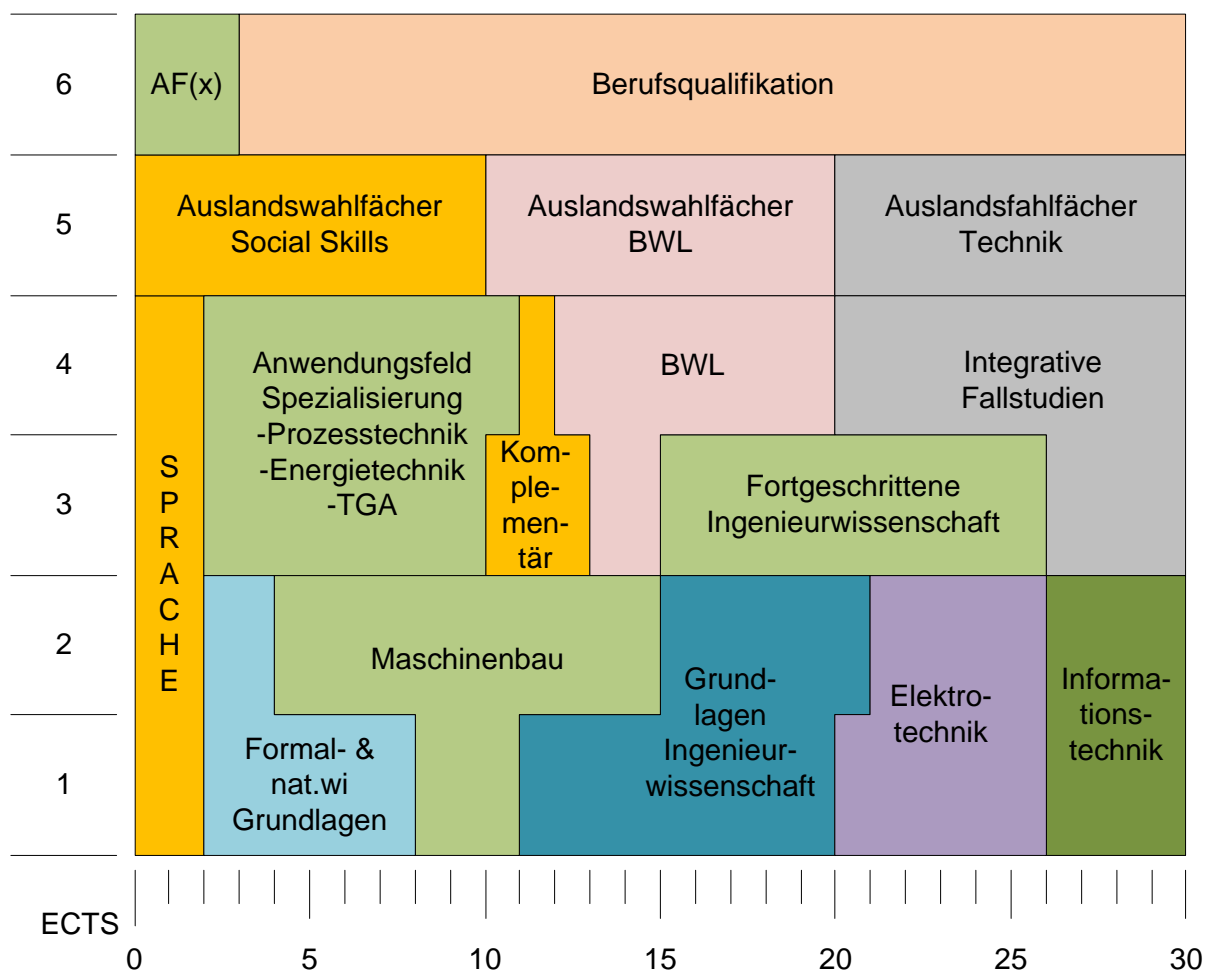 6
AF(x)
Berufsqualifikation
5
Auslandswahlfächer
Social Skills
Auslandswahlfächer
BWL
Auslandsfahlfächer
Technik
4
Anwendungsfeld
Spezialisierung
-Prozesstechnik
-Energietechnik
-TGA
BWL
Integrative
Fallstudien
3
S
P
R
A
C
H
E
Kom-
ple-
men-
tär
Fortgeschrittene
Ingenieurwissenschaft
2
Maschinenbau
Grund-
lagen
Ingenieur-
wissenschaft
Elektro-
technik
Informa-
tions-
technik
1
Formal- &
nat.wi
Grundlagen
ECTS
0
5
10
15
20
25
30